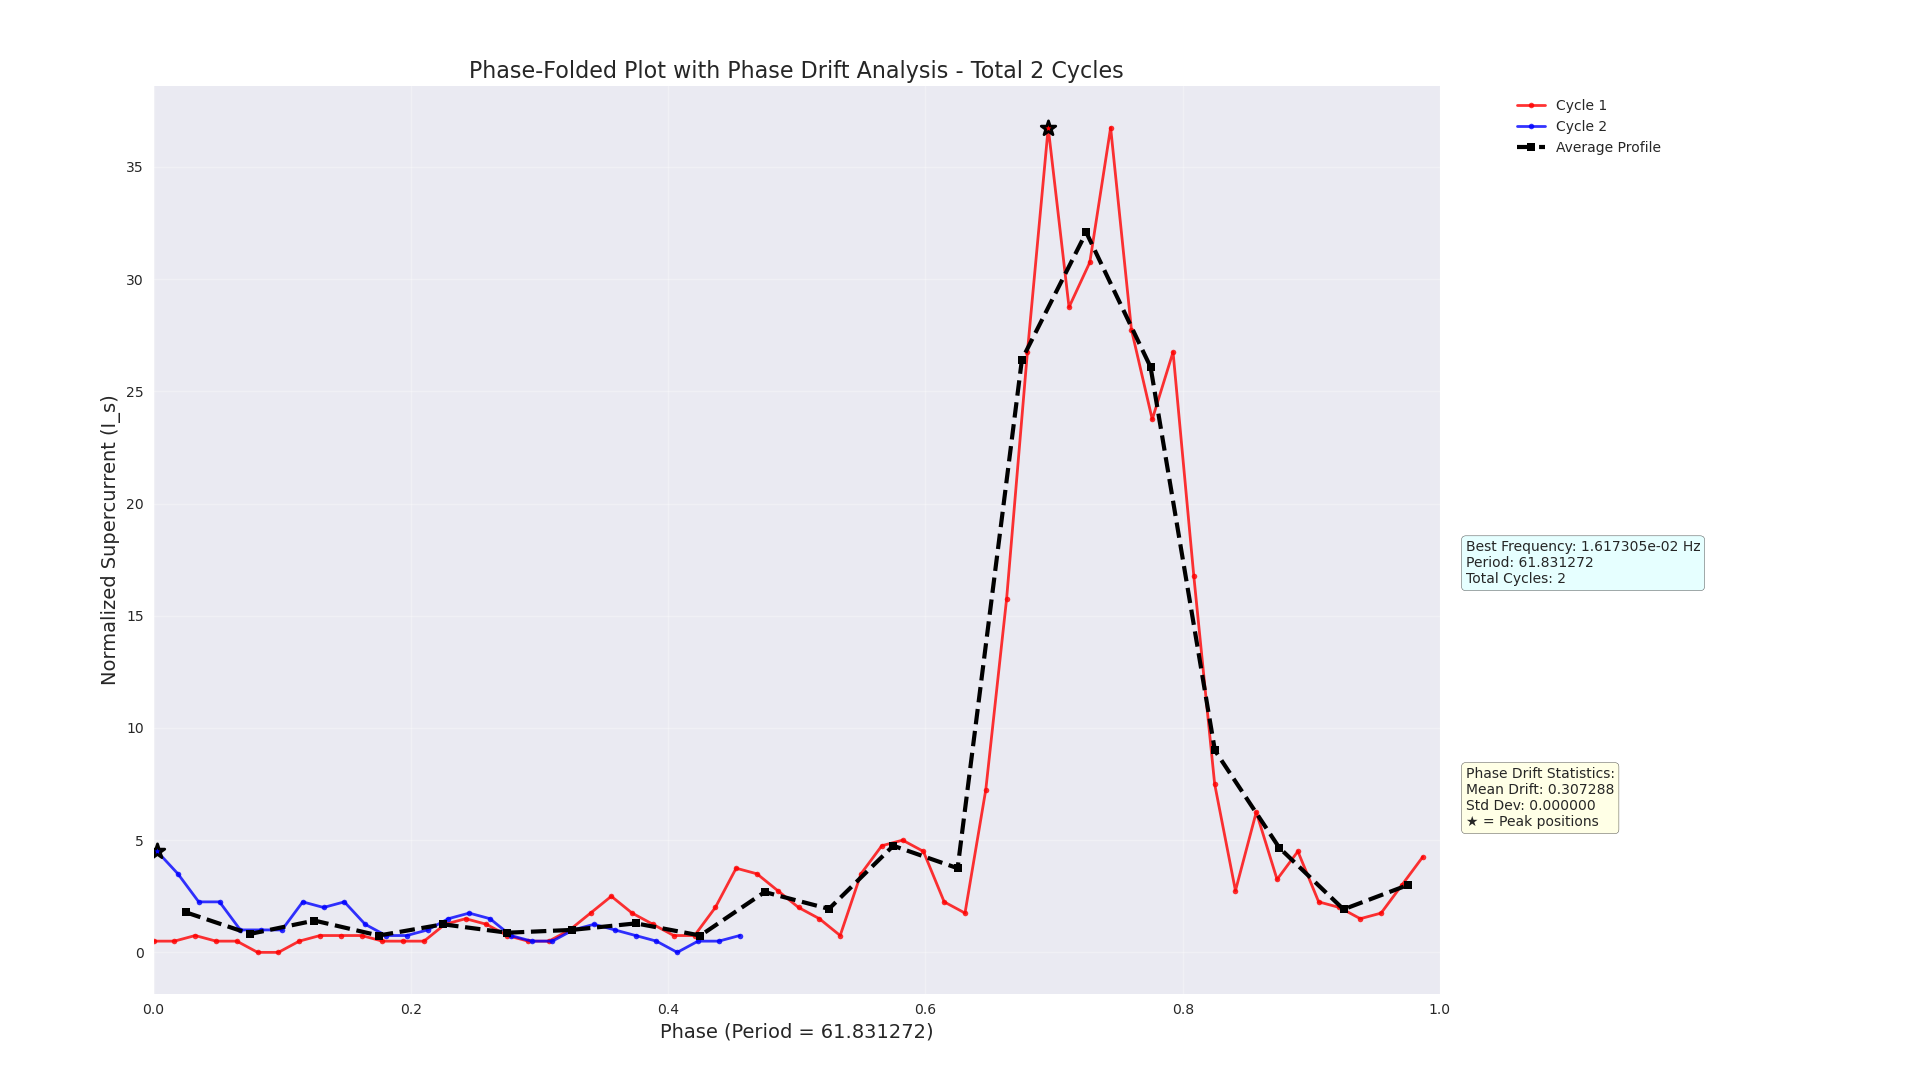 Phase-Folded Plot with Phase Drift Analysis - Total 2 Cycles
Cycle 1
Cycle 2
Average Profile
35
30
25
20
15
10
5
0
Normalized Supercurrent (I_s)
0.0
0.2
0.4
0.6
0.8
1.0
Phase (Period = 61.831272)
Best Frequency: 1.617305e-02 Hz
Period: 61.831272
Total Cycles: 2
Phase Drift Statistics:
Mean Drift: 0.307288
Std Dev: 0.000000
★ = Peak positions